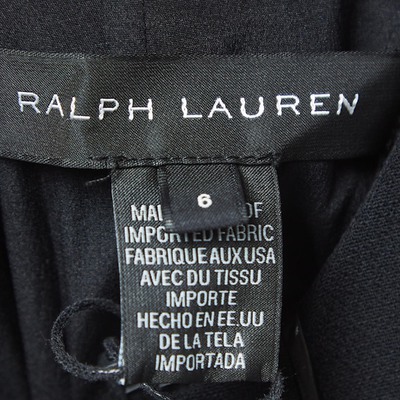 RALPH LAUREN
6
OF
IMPORTED FABRIC
FABRIQUE AUX USA
AVEC DU TISSU
IMPORTE
HECHO EN EE.UU
DE LA TELA
IMPORTADA